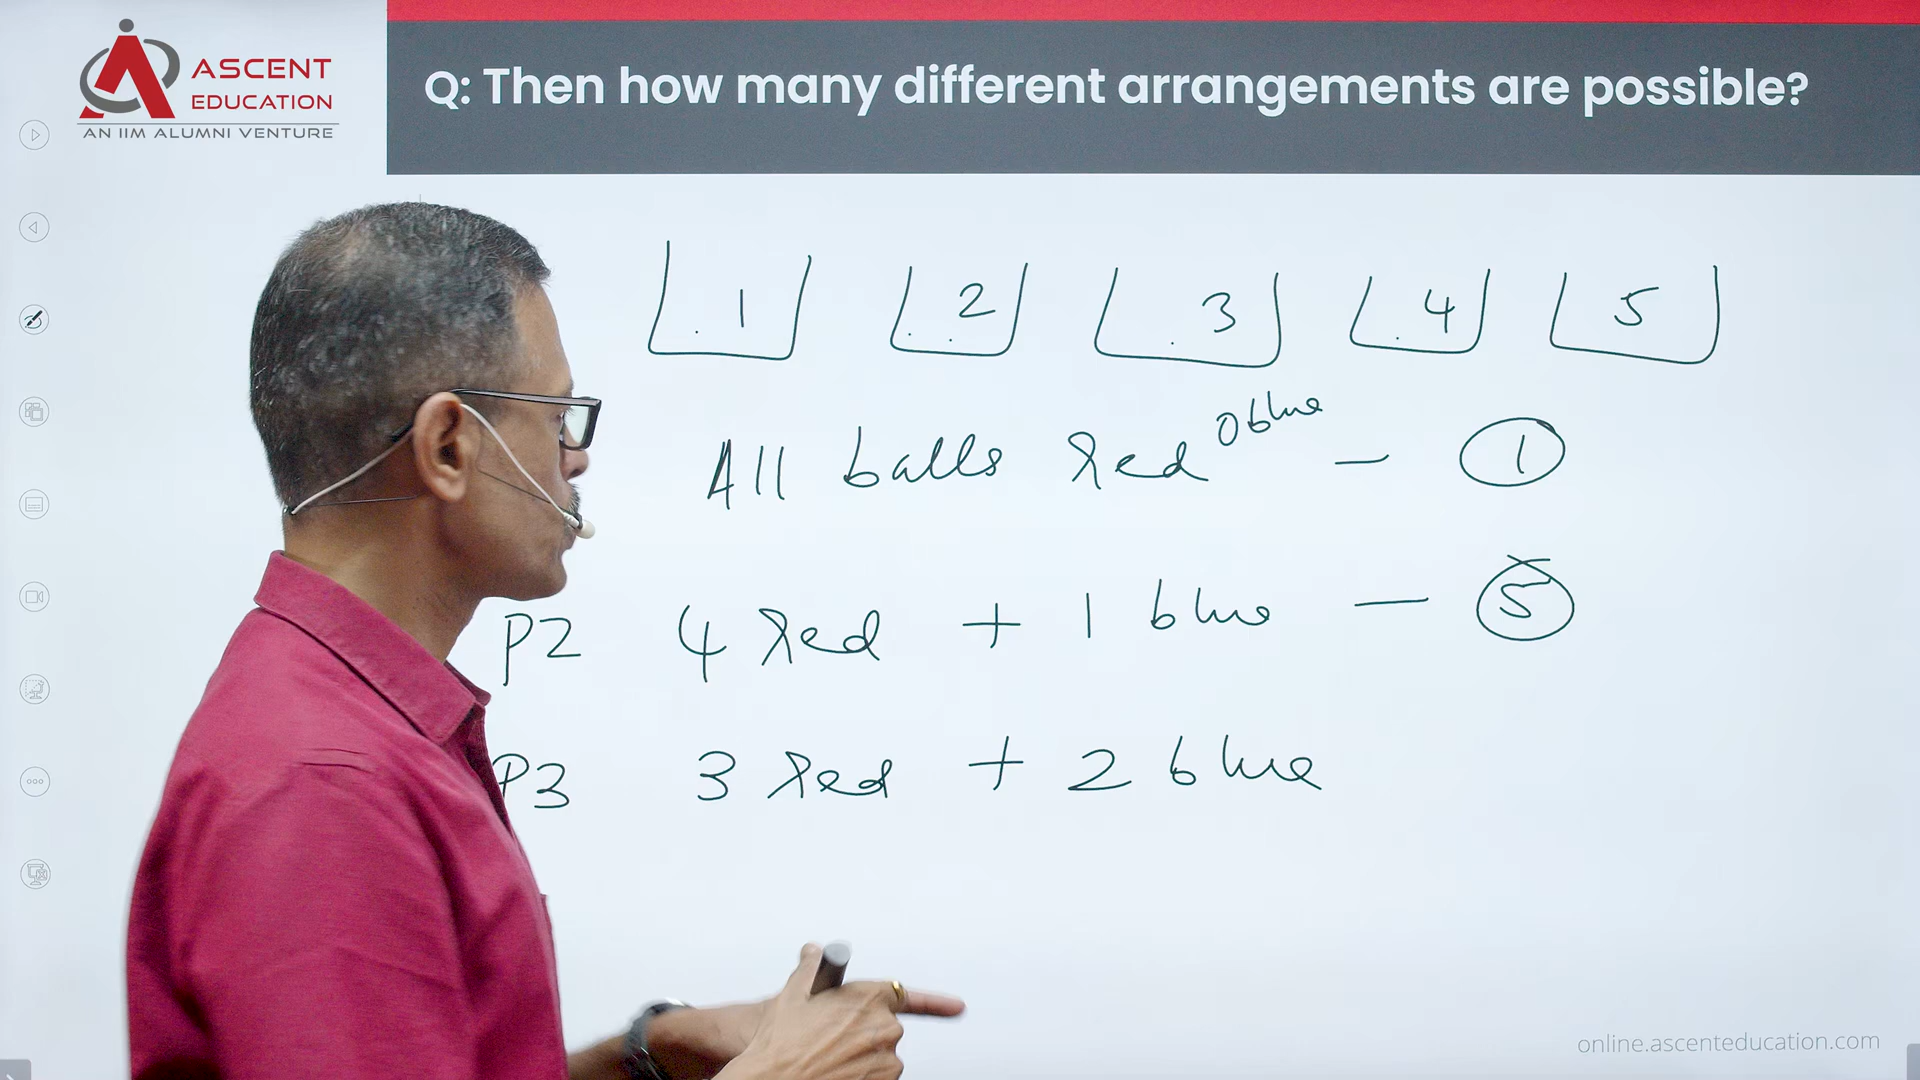 ASCENT
EDUCATION
AN IIM ALUMNI VENTURE
Q: Then how many different arrangements are possible?
1 2 3 4 5
All balls red 0 blue — 1
P2 4 red + 1 blue — 5
P3 3 red + 2 blue
online.ascenteducation.com